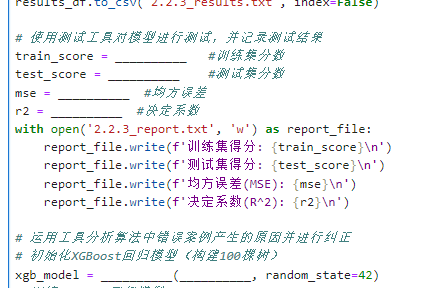 results_df.to_csv('2.2.3_results.txt', index=False)
# 使用测试工具对模型进行测试，并记录测试结果
train_score = __________ #训练集分数
test_score = __________ #测试集分数
mse = __________ #均方误差
r2 = __________ #决定系数
with open('2.2.3_report.txt', 'w') as report_file:
report_file.write(f'训练集得分: {train_score}\n')
report_file.write(f'测试集得分: {test_score}\n')
report_file.write(f'均方误差(MSE): {mse}\n')
report_file.write(f'决定系数(R^2): {r2}\n')
# 运用工具分析算法中错误案例产生的原因并进行纠正
# 初始化XGBoost回归模型（构建100棵树）
xgb_model = __________(__________, random_state=42)